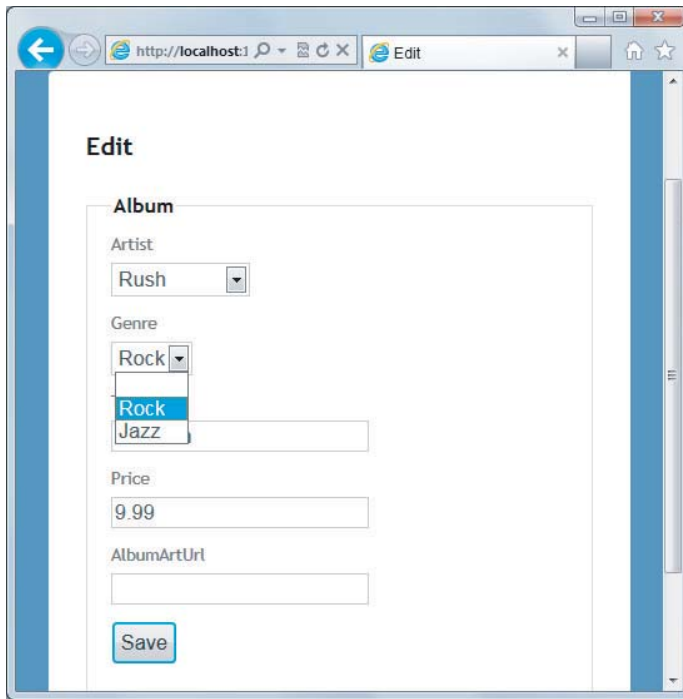 http://localhost:1
Edit
Edit
Album
Artist
Rush
Genre
Rock
Rock
Jazz
Price
9.99
AlbumArtUrl
Save